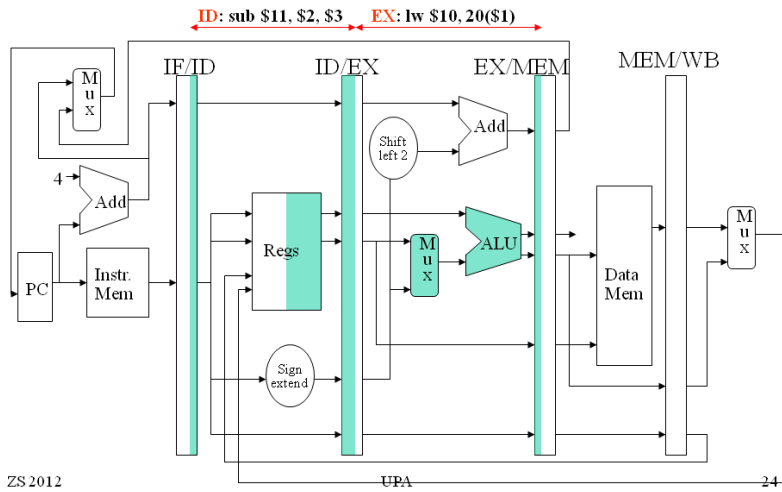 ID: sub $11, $2, $3
EX: lw $10, 20($1)
IF/ID
ID/EX
EX/MEM
MEM/WB
M
u
x
Add
Shift
left 2
4
Add
M
u
x
Regs
M
u
x
ALU
PC
Instr.
Mem
Data
Mem
Sign
extend
ZS 2012
UPA
24